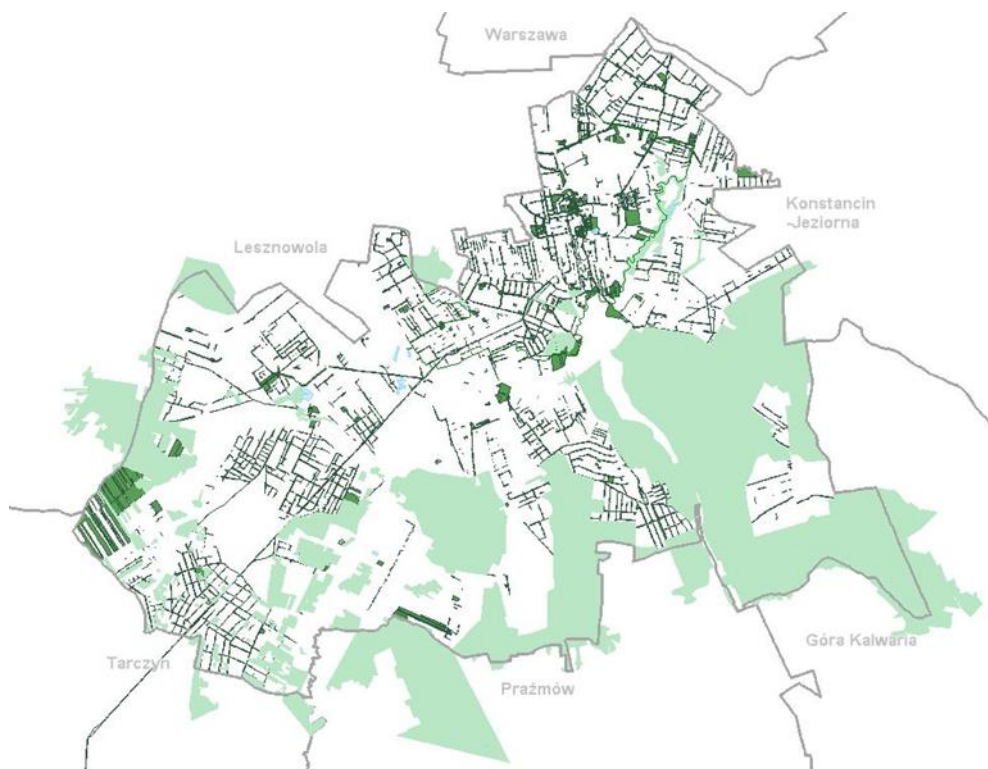 Warszawa
Konstancin
-Jeziorna
Lesznowola
Góra Kalwaria
Tarczyn
Prażmów